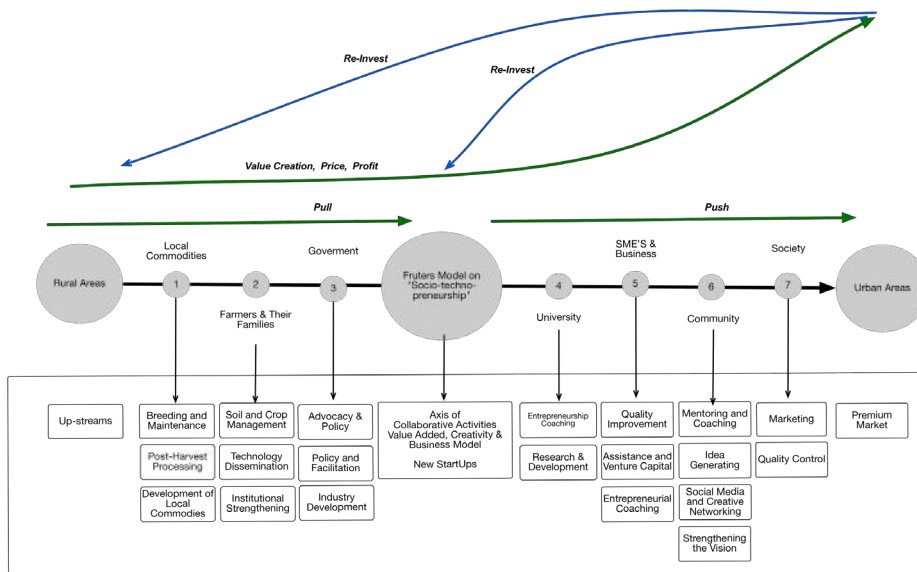 Re-Invest
Re-Invest
Value Creation, Price, Profit
Pull
Push
Local
Commodities
Goverment
SME'S &
Business
Society
Rural Areas
1
2
3
Fruters Model on
"Socio-techno-
preneurship"
4
5
6
7
Urban Areas
Farmers & Their
Families
University
Community
Up-streams
Breeding and
Maintenance
Soil and Crop
Management
Advocacy &
Policy
Axis of
Collaborative Activities
Value Added, Creativity &
Business Model
New StartUps
Entrepreneurship
Coaching
Quality
Improvement
Mentoring and
Coaching
Marketing
Premium
Market
Post-Harvest
Processing
Technology
Dissemination
Policy and
Facilitation
Research &
Development
Assistance and
Venture Capital
Idea
Generating
Quality Control
Development of
Local
Commodies
Institutional
Strengthening
Industry
Development
Entrepreneurial
Coaching
Social Media
and Creative
Networking
Strengthening
the Vision